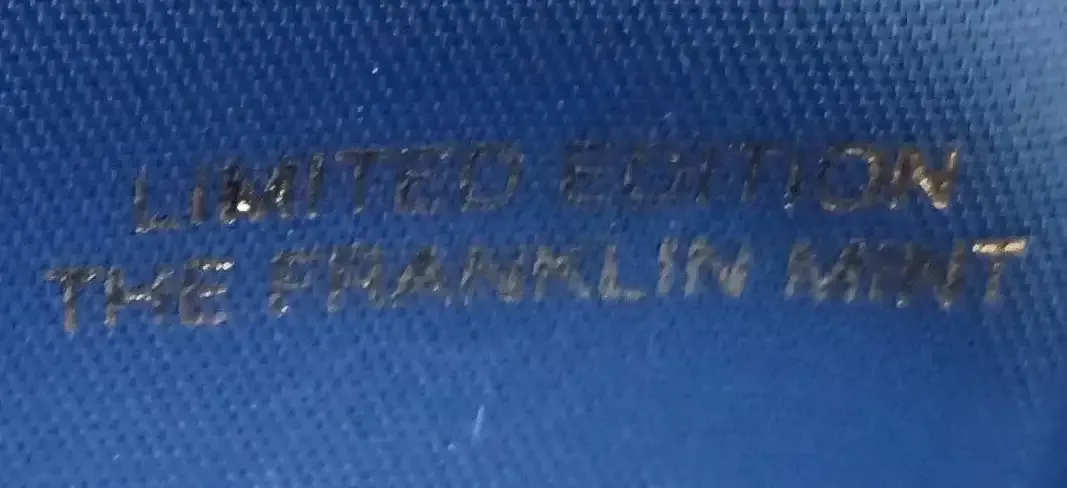 LIMITED EDITION
THE FRANKLIN MINT